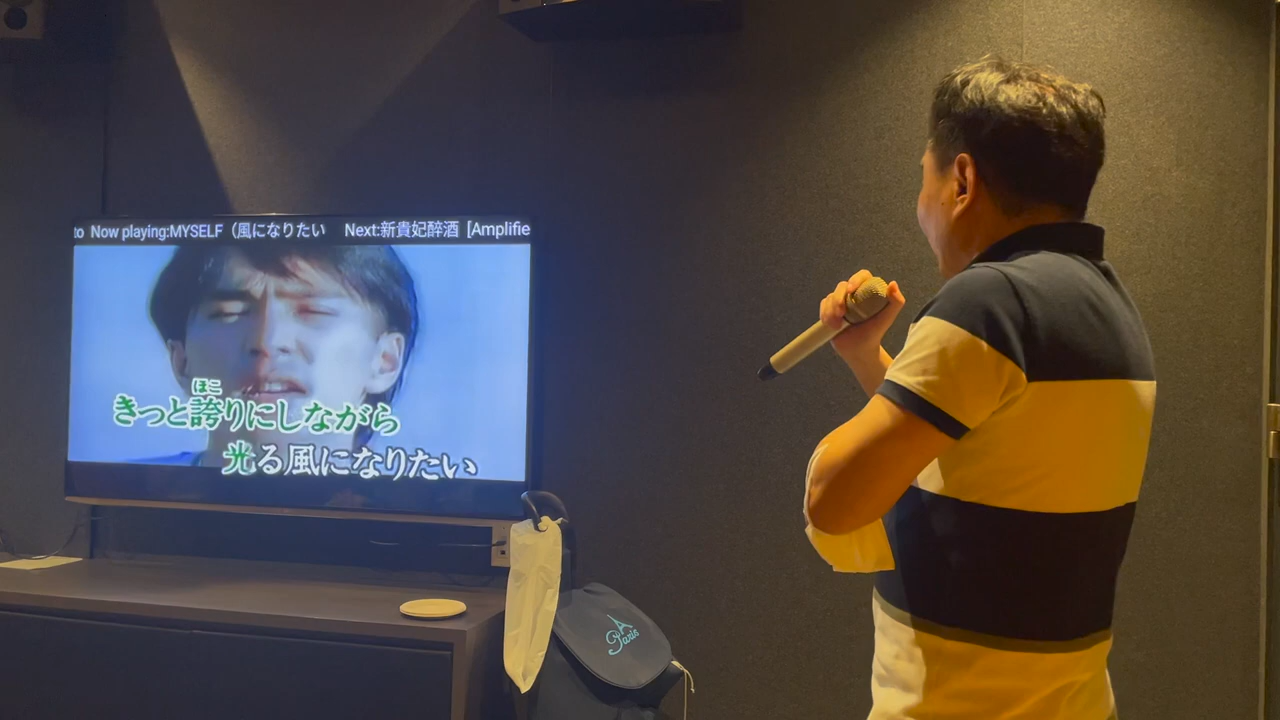 to Now playing:MYSELF（風になりたい Next:新貴妃醉酒 [Amplifie
ほこ
きっと誇りにしながら
光る風になりたい
Paris